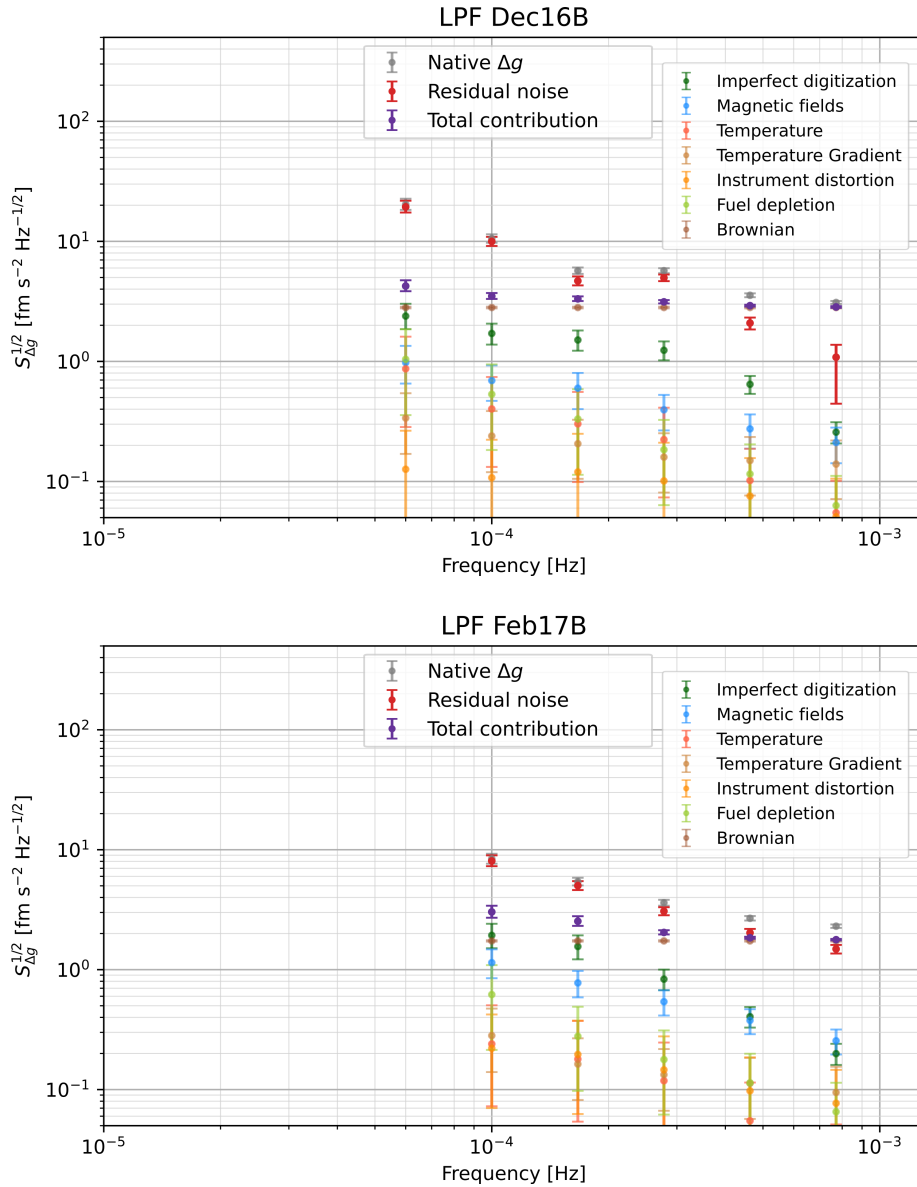 LPF Dec16B
Native Δg
Residual noise
Total contribution
Imperfect digitization
Magnetic fields
Temperature
Temperature Gradient
Instrument distortion
Fuel depletion
Brownian
10²
10¹
10⁰
10⁻¹
S_Δg^1/2 [fm s⁻² Hz⁻¹/²]
10⁻⁵
10⁻⁴
10⁻³
Frequency [Hz]
LPF Feb17B
Native Δg
Residual noise
Total contribution
Imperfect digitization
Magnetic fields
Temperature
Temperature Gradient
Instrument distortion
Fuel depletion
Brownian
10²
10¹
10⁰
10⁻¹
S_Δg^1/2 [fm s⁻² Hz⁻¹/²]
10⁻⁵
10⁻⁴
10⁻³
Frequency [Hz]